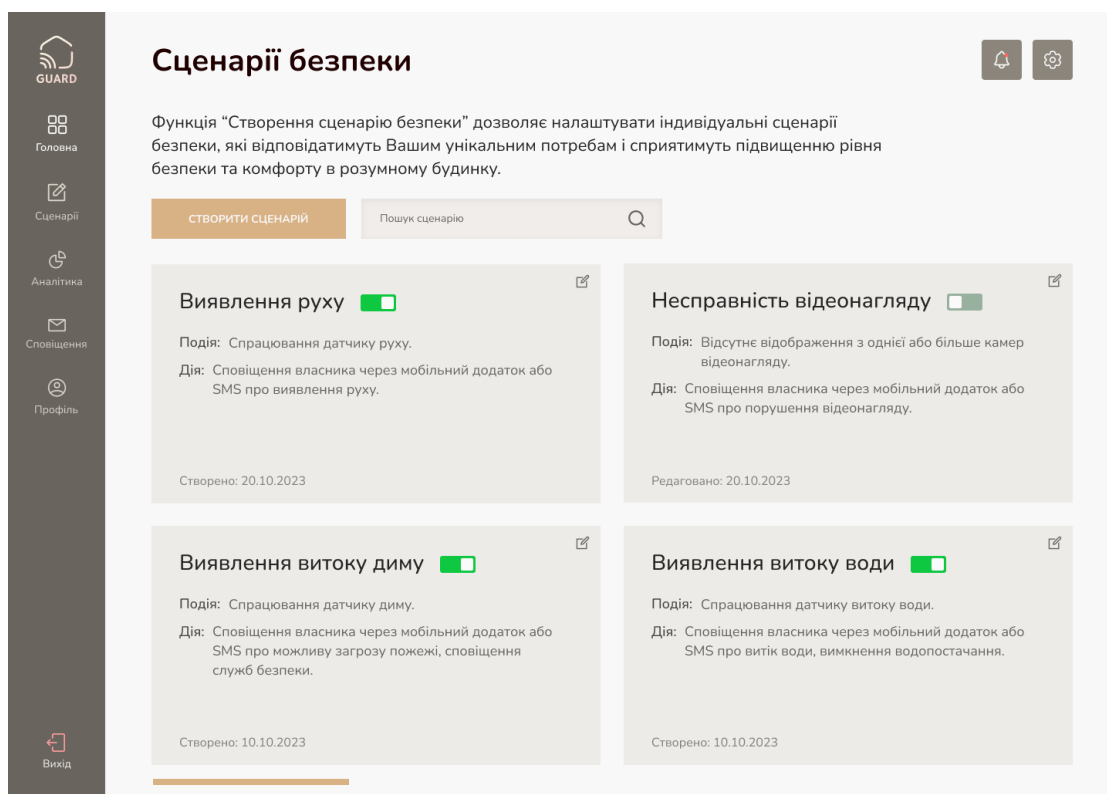 GUARD
Головна
Сценарії
Аналітика
Сповіщення
Профіль
Вихід
Сценарії безпеки
Функція “Створення сценарію безпеки” дозволяє налаштувати індивідуальні сценарії
безпеки, які відповідатимуть Вашим унікальним потребам і сприятимуть підвищенню рівня
безпеки та комфорту в розумному будинку.
СТВОРИТИ СЦЕНАРІЙ
Пошук сценарію
Виявлення руху
Подія: Спрацювання датчику руху.
Дія: Сповіщення власника через мобільний додаток або
SMS про виявлення руху.
Створено: 20.10.2023
Несправність відеонагляду
Подія: Відсутнє відображення з однієї або більше камер
відеонагляду.
Дія: Сповіщення власника через мобільний додаток або
SMS про порушення відеонагляду.
Редаговано: 20.10.2023
Виявлення витоку диму
Подія: Спрацювання датчику диму.
Дія: Сповіщення власника через мобільний додаток або
SMS про можливу загрозу пожежі, сповіщення
служб безпеки.
Створено: 10.10.2023
Виявлення витоку води
Подія: Спрацювання датчику витоку води.
Дія: Сповіщення власника через мобільний додаток або
SMS про витік води, вимкнення водопостачання.
Створено: 10.10.2023